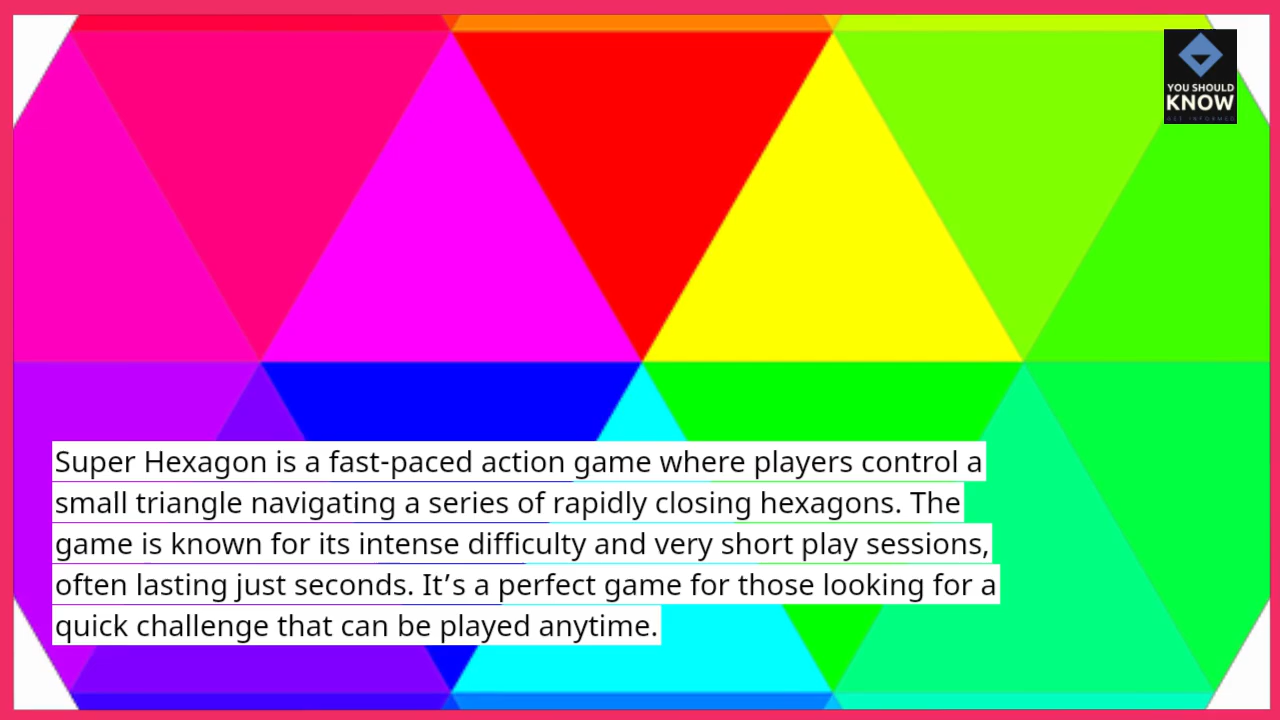 YOU SHOULD
KNOW
GET INFORMED
Super Hexagon is a fast-paced action game where players control a
small triangle navigating a series of rapidly closing hexagons. The
game is known for its intense difficulty and very short play sessions,
often lasting just seconds. It’s a perfect game for those looking for a
quick challenge that can be played anytime.